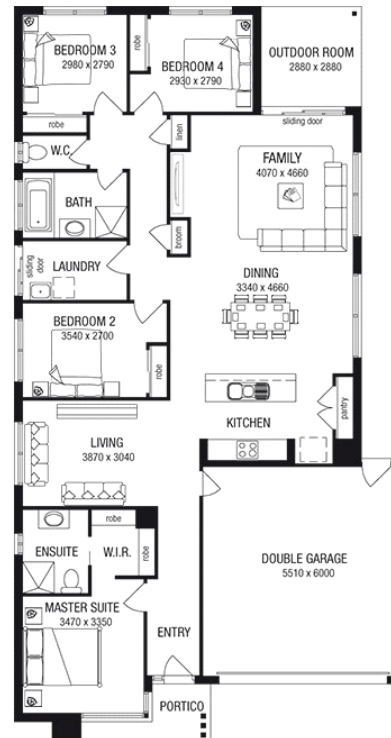 BEDROOM 3
2980 x 2790
robe
BEDROOM 4
2930 x 2790
OUTDOOR ROOM
2880 x 2880
sliding door
robe
linen
W.C.
FAMILY
4070 x 4660
BATH
broom
sliding
door
LAUNDRY
DINING
3340 x 4660
BEDROOM 2
3540 x 2700
robe
pantry
KITCHEN
LIVING
3870 x 3040
robe
ENSUITE
W.I.R.
robe
DOUBLE GARAGE
5510 x 6000
MASTER SUITE
3470 x 3350
ENTRY
PORTICO